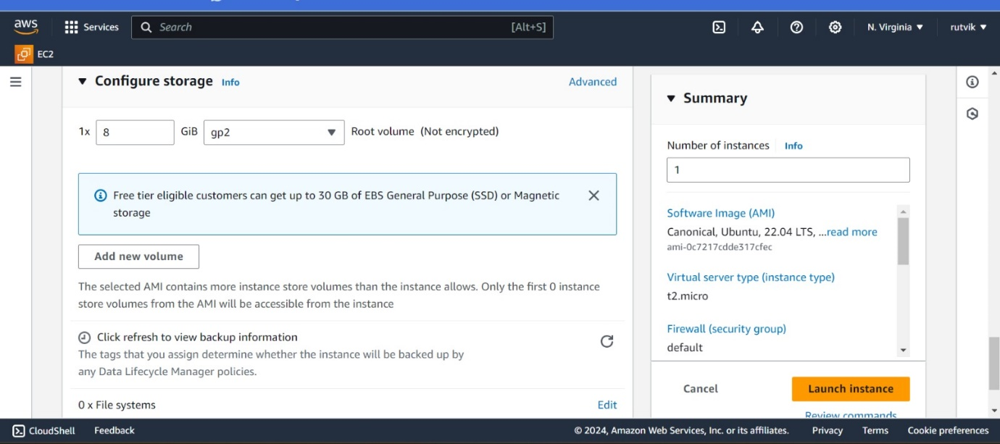 aws
Services
Search [Alt+S]
N. Virginia ▼
rutvik ▼
EC2
▼ Configure storage Info
Advanced
1x 8 GiB gp2 ▼ Root volume (Not encrypted)
Free tier eligible customers can get up to 30 GB of EBS General Purpose (SSD) or Magnetic
storage
Add new volume
The selected AMI contains more instance store volumes than the instance allows. Only the first 0 instance
store volumes from the AMI will be accessible from the instance
Click refresh to view backup information
The tags that you assign determine whether the instance will be backed up by
any Data Lifecycle Manager policies.
0 x File systems
Edit
▼ Summary
Number of instances Info
1
Software Image (AMI)
Canonical, Ubuntu, 22.04 LTS, ...read more
ami-0c7217cdde317cfec
Virtual server type (instance type)
t2.micro
Firewall (security group)
default
Cancel
Launch instance
Review commands
CloudShell
Feedback
© 2024, Amazon Web Services, Inc. or its affiliates.
Privacy
Terms
Cookie preferences